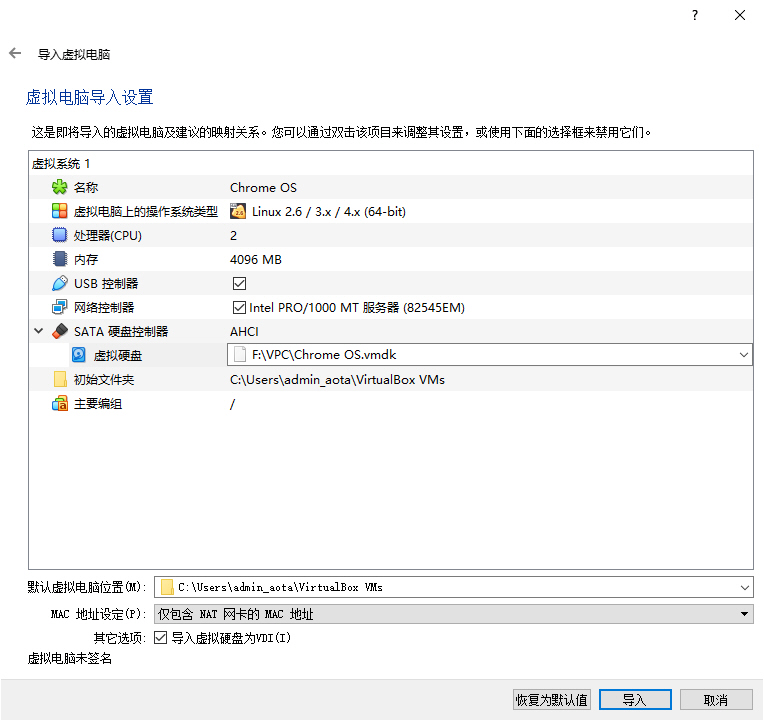 ?
导入虚拟电脑
虚拟电脑导入设置
这是即将导入的虚拟电脑及建议的映射关系。您可以通过双击该项目来调整其设置，或使用下面的选择框来禁用它们。
虚拟系统 1
名称 Chrome OS
虚拟电脑上的操作系统类型 Linux 2.6 / 3.x / 4.x (64-bit)
处理器(CPU) 2
内存 4096 MB
USB 控制器
网络控制器 Intel PRO/1000 MT 服务器 (82545EM)
SATA 硬盘控制器 AHCI
虚拟硬盘 F:\VPC\Chrome OS.vmdk
初始文件夹 C:\Users\admin_aota\VirtualBox VMs
主要编组 /
默认虚拟电脑位置(M): C:\Users\admin_aota\VirtualBox VMs
MAC 地址设定(P): 仅包含 NAT 网卡的 MAC 地址
其它选项: 导入虚拟硬盘为VDI(I)
虚拟电脑未签名
恢复为默认值 导入 取消